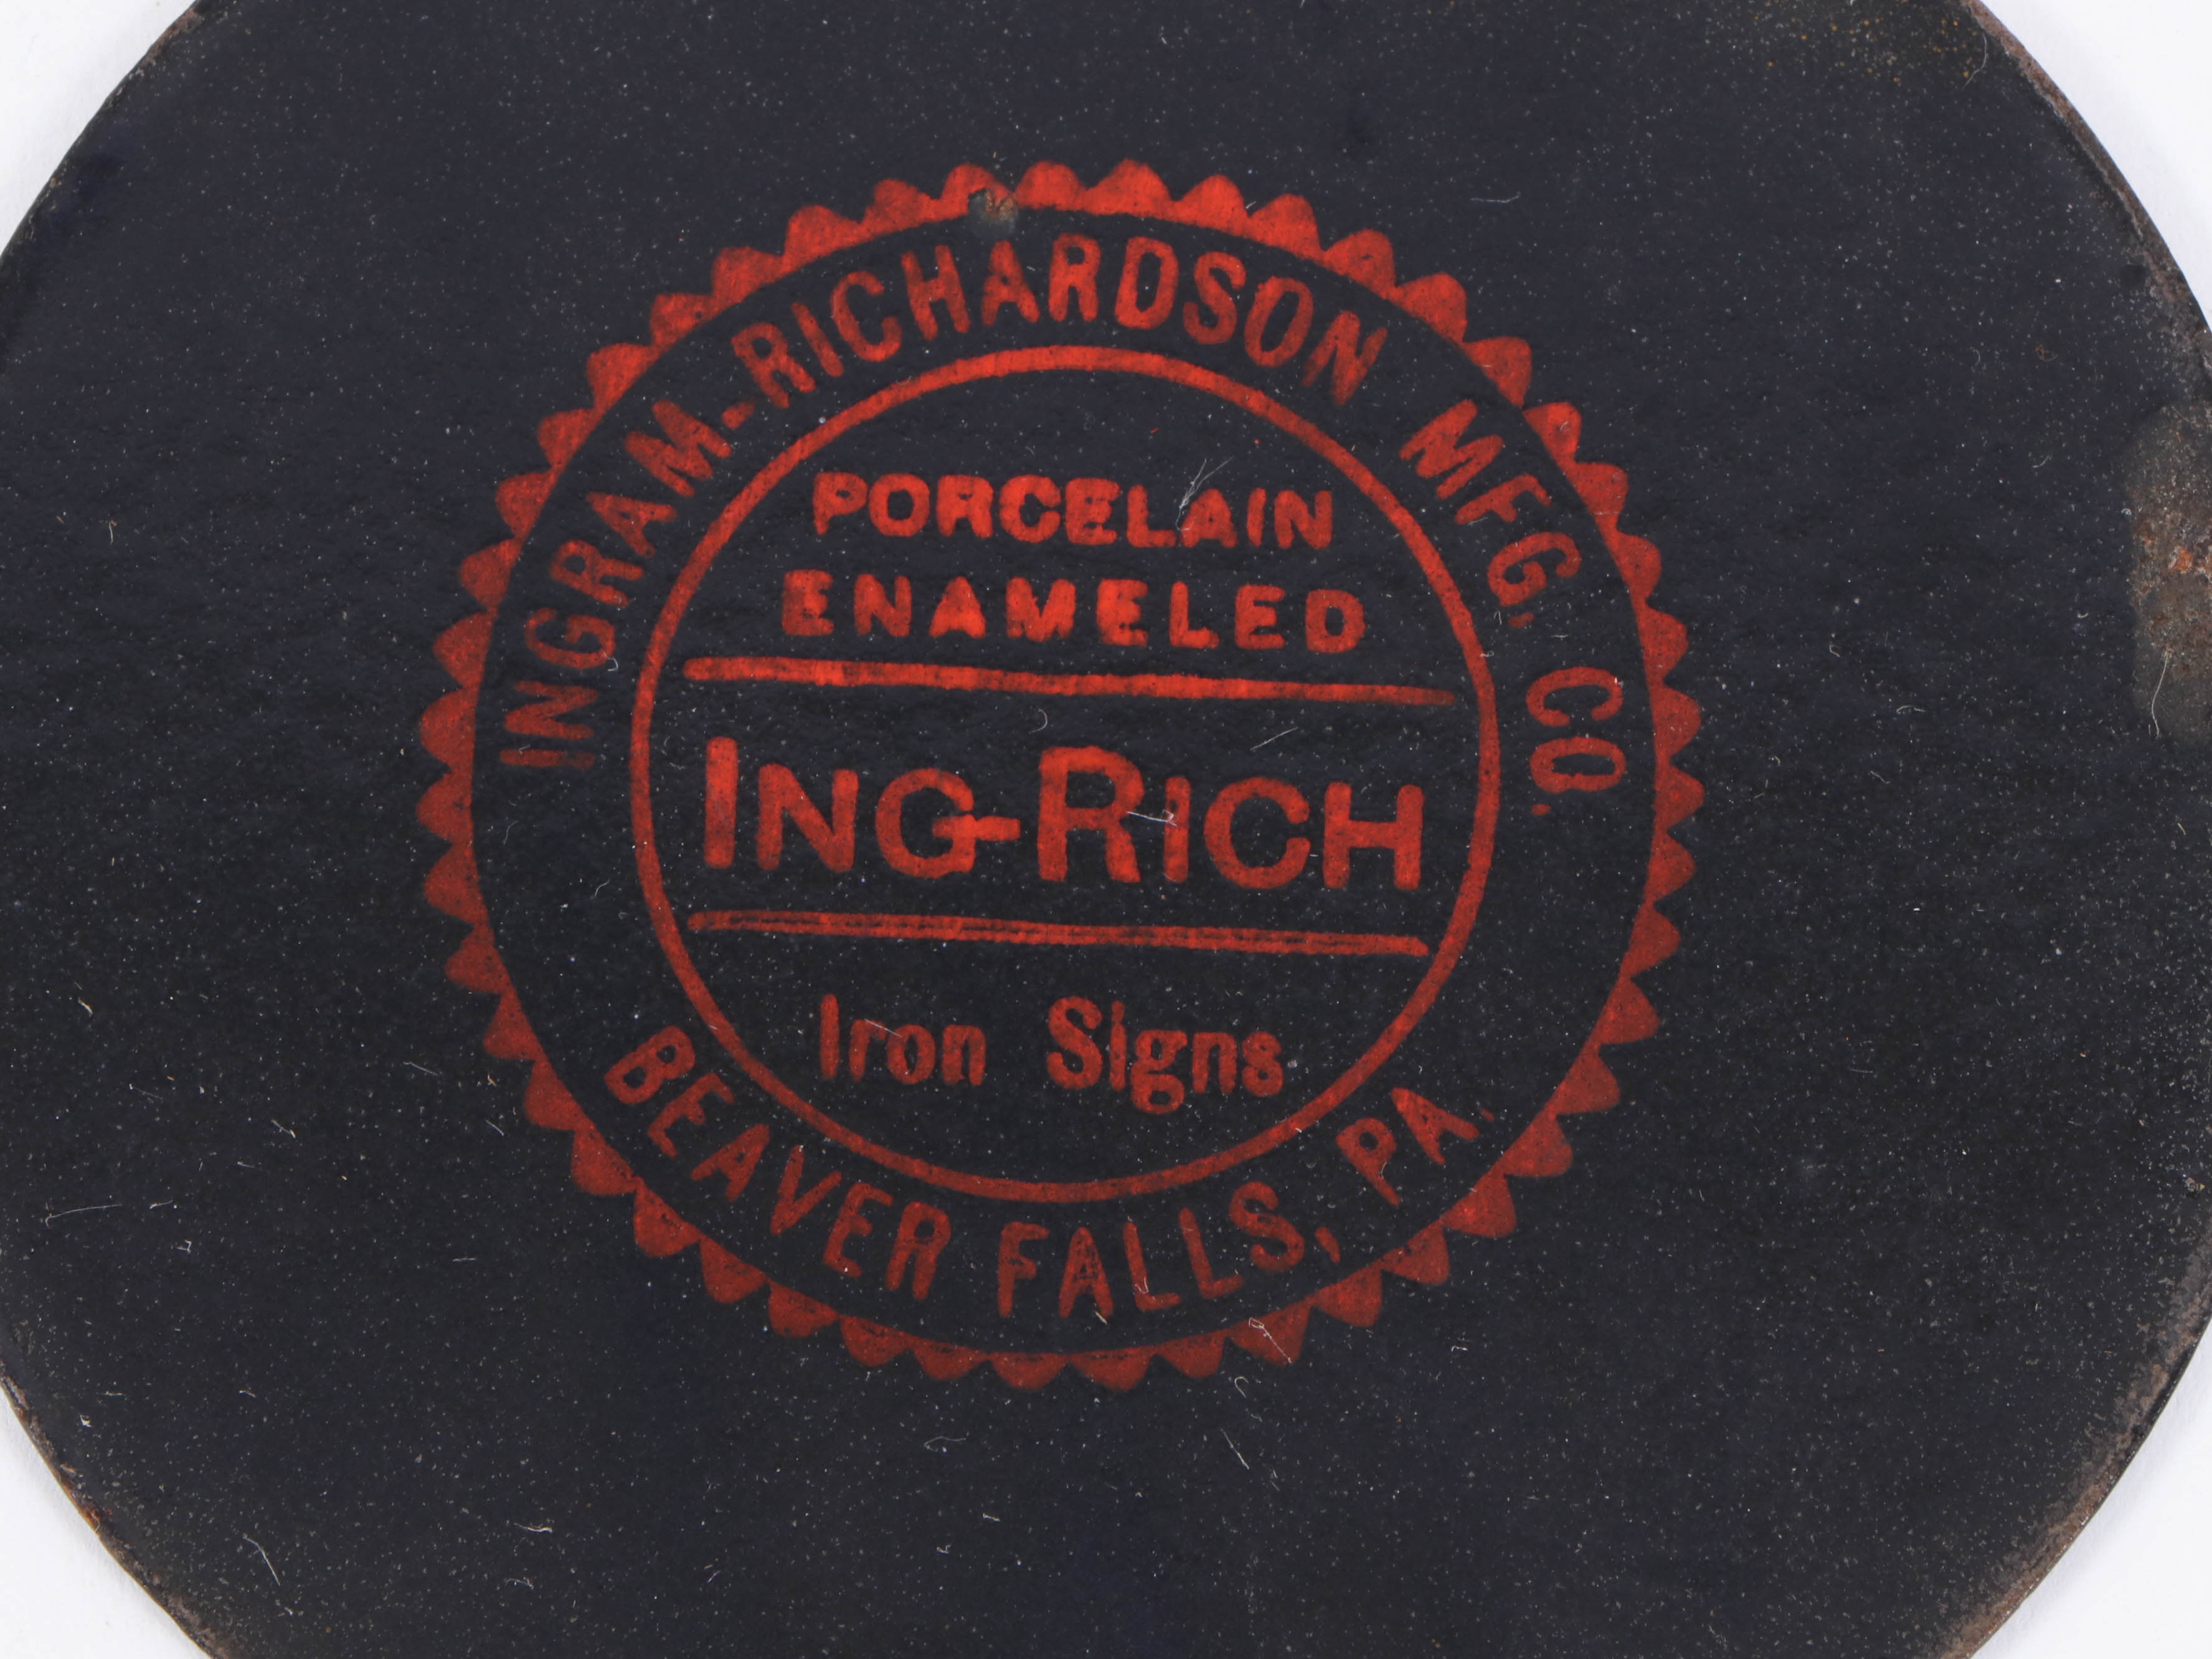 INGRAM-RICHARDSON MFG. CO.
PORCELAIN
ENAMELED
ING-RICH
Iron Signs
BEAVER FALLS, PA.